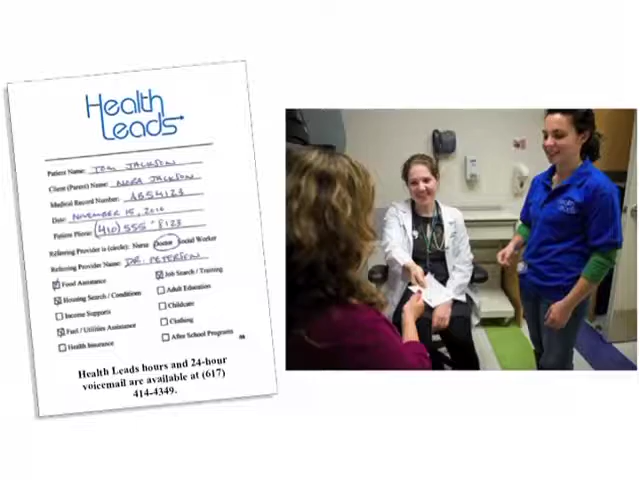 Health
Leads
Patient Name: TOM JACKSON
Client (Parent) Name: NORA JACKSON
Medical Record Number: AB54123
Date: NOVEMBER 15, 2010
Patient Phone: (410) 555-8123
Referring Provider is (circle): Nurse Doctor Social Worker
Referring Provider Name: DR. PETERSON
Food Assistance
Job Search / Training
Housing Search / Conditions
Adult Education
Income Supports
Childcare
Fuel / Utilities Assistance
Clothing
Health Insurance
After School Programs
Health Leads hours and 24-hour
voicemail are available at (617)
414-4349.
Health
Leads